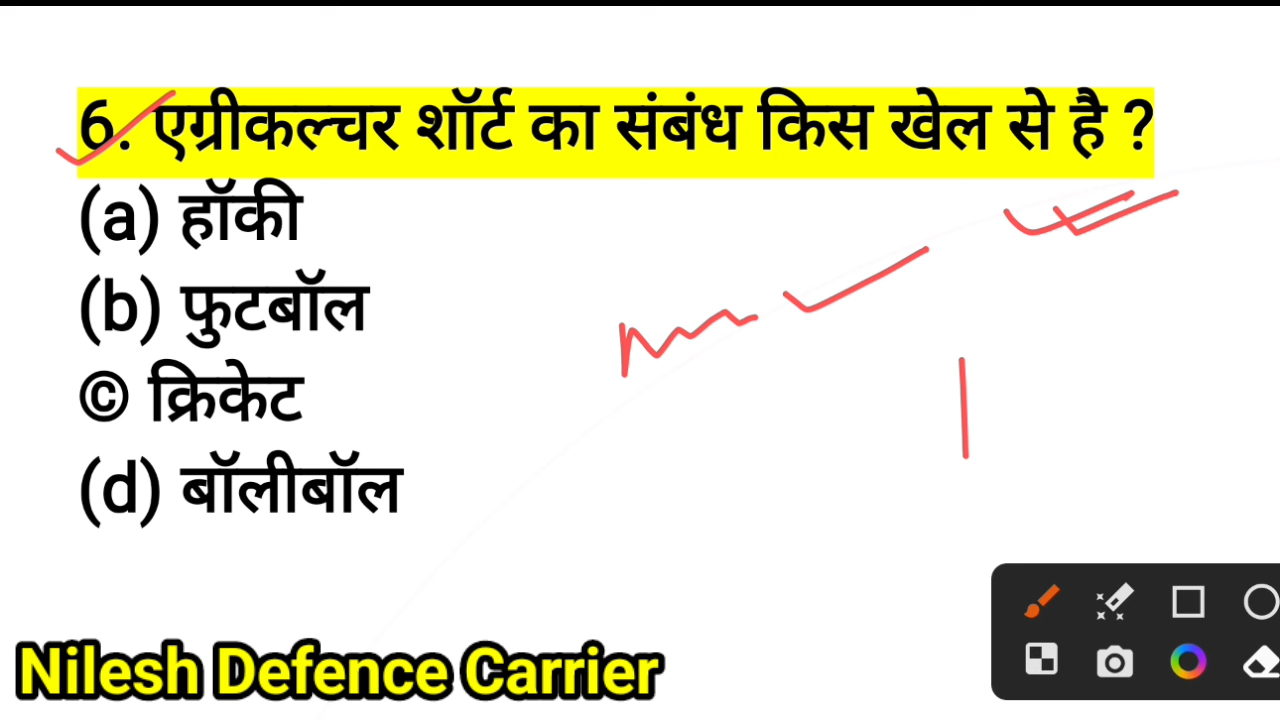 6. एग्रीकल्चर शॉर्ट का संबंध किस खेल से है ?
(a) हॉकी
(b) फुटबॉल
© क्रिकेट
(d) बॉलीबॉल
Nilesh Defence Carrier